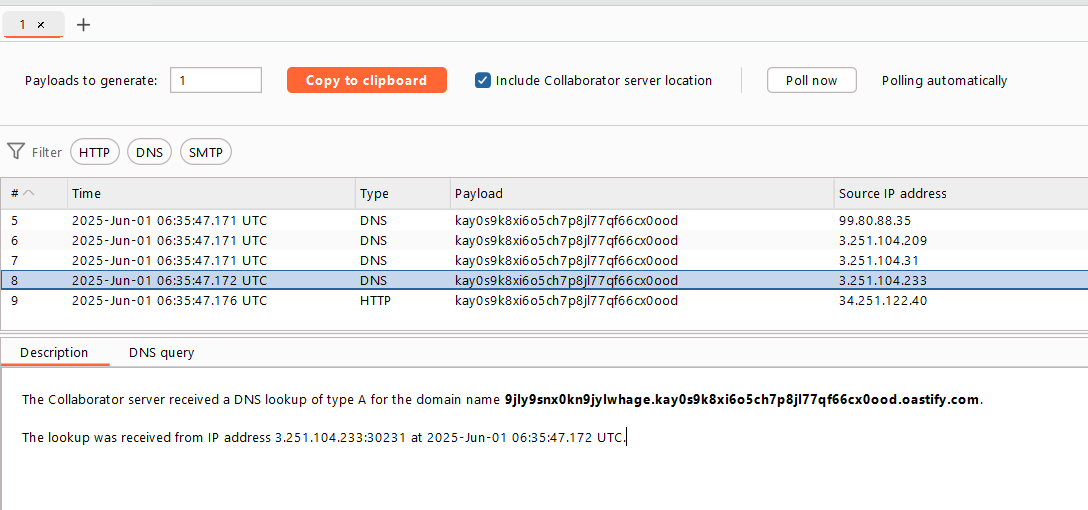 1 ×  +
Payloads to generate: 1 Copy to clipboard Include Collaborator server location Poll now Polling automatically
Filter HTTP DNS SMTP
# Time Type Payload Source IP address
5 2025-Jun-01 06:35:47.171 UTC DNS kay0s9k8xi6o5ch7p8jl77qf66cx0ood 99.80.88.35
6 2025-Jun-01 06:35:47.171 UTC DNS kay0s9k8xi6o5ch7p8jl77qf66cx0ood 3.251.104.209
7 2025-Jun-01 06:35:47.171 UTC DNS kay0s9k8xi6o5ch7p8jl77qf66cx0ood 3.251.104.31
8 2025-Jun-01 06:35:47.172 UTC DNS kay0s9k8xi6o5ch7p8jl77qf66cx0ood 3.251.104.233
9 2025-Jun-01 06:35:47.176 UTC HTTP kay0s9k8xi6o5ch7p8jl77qf66cx0ood 34.251.122.40
Description DNS query
The Collaborator server received a DNS lookup of type A for the domain name 9jly9snx0kn9jylwhage.kay0s9k8xi6o5ch7p8jl77qf66cx0ood.oastify.com.
The lookup was received from IP address 3.251.104.233:30231 at 2025-Jun-01 06:35:47.172 UTC.